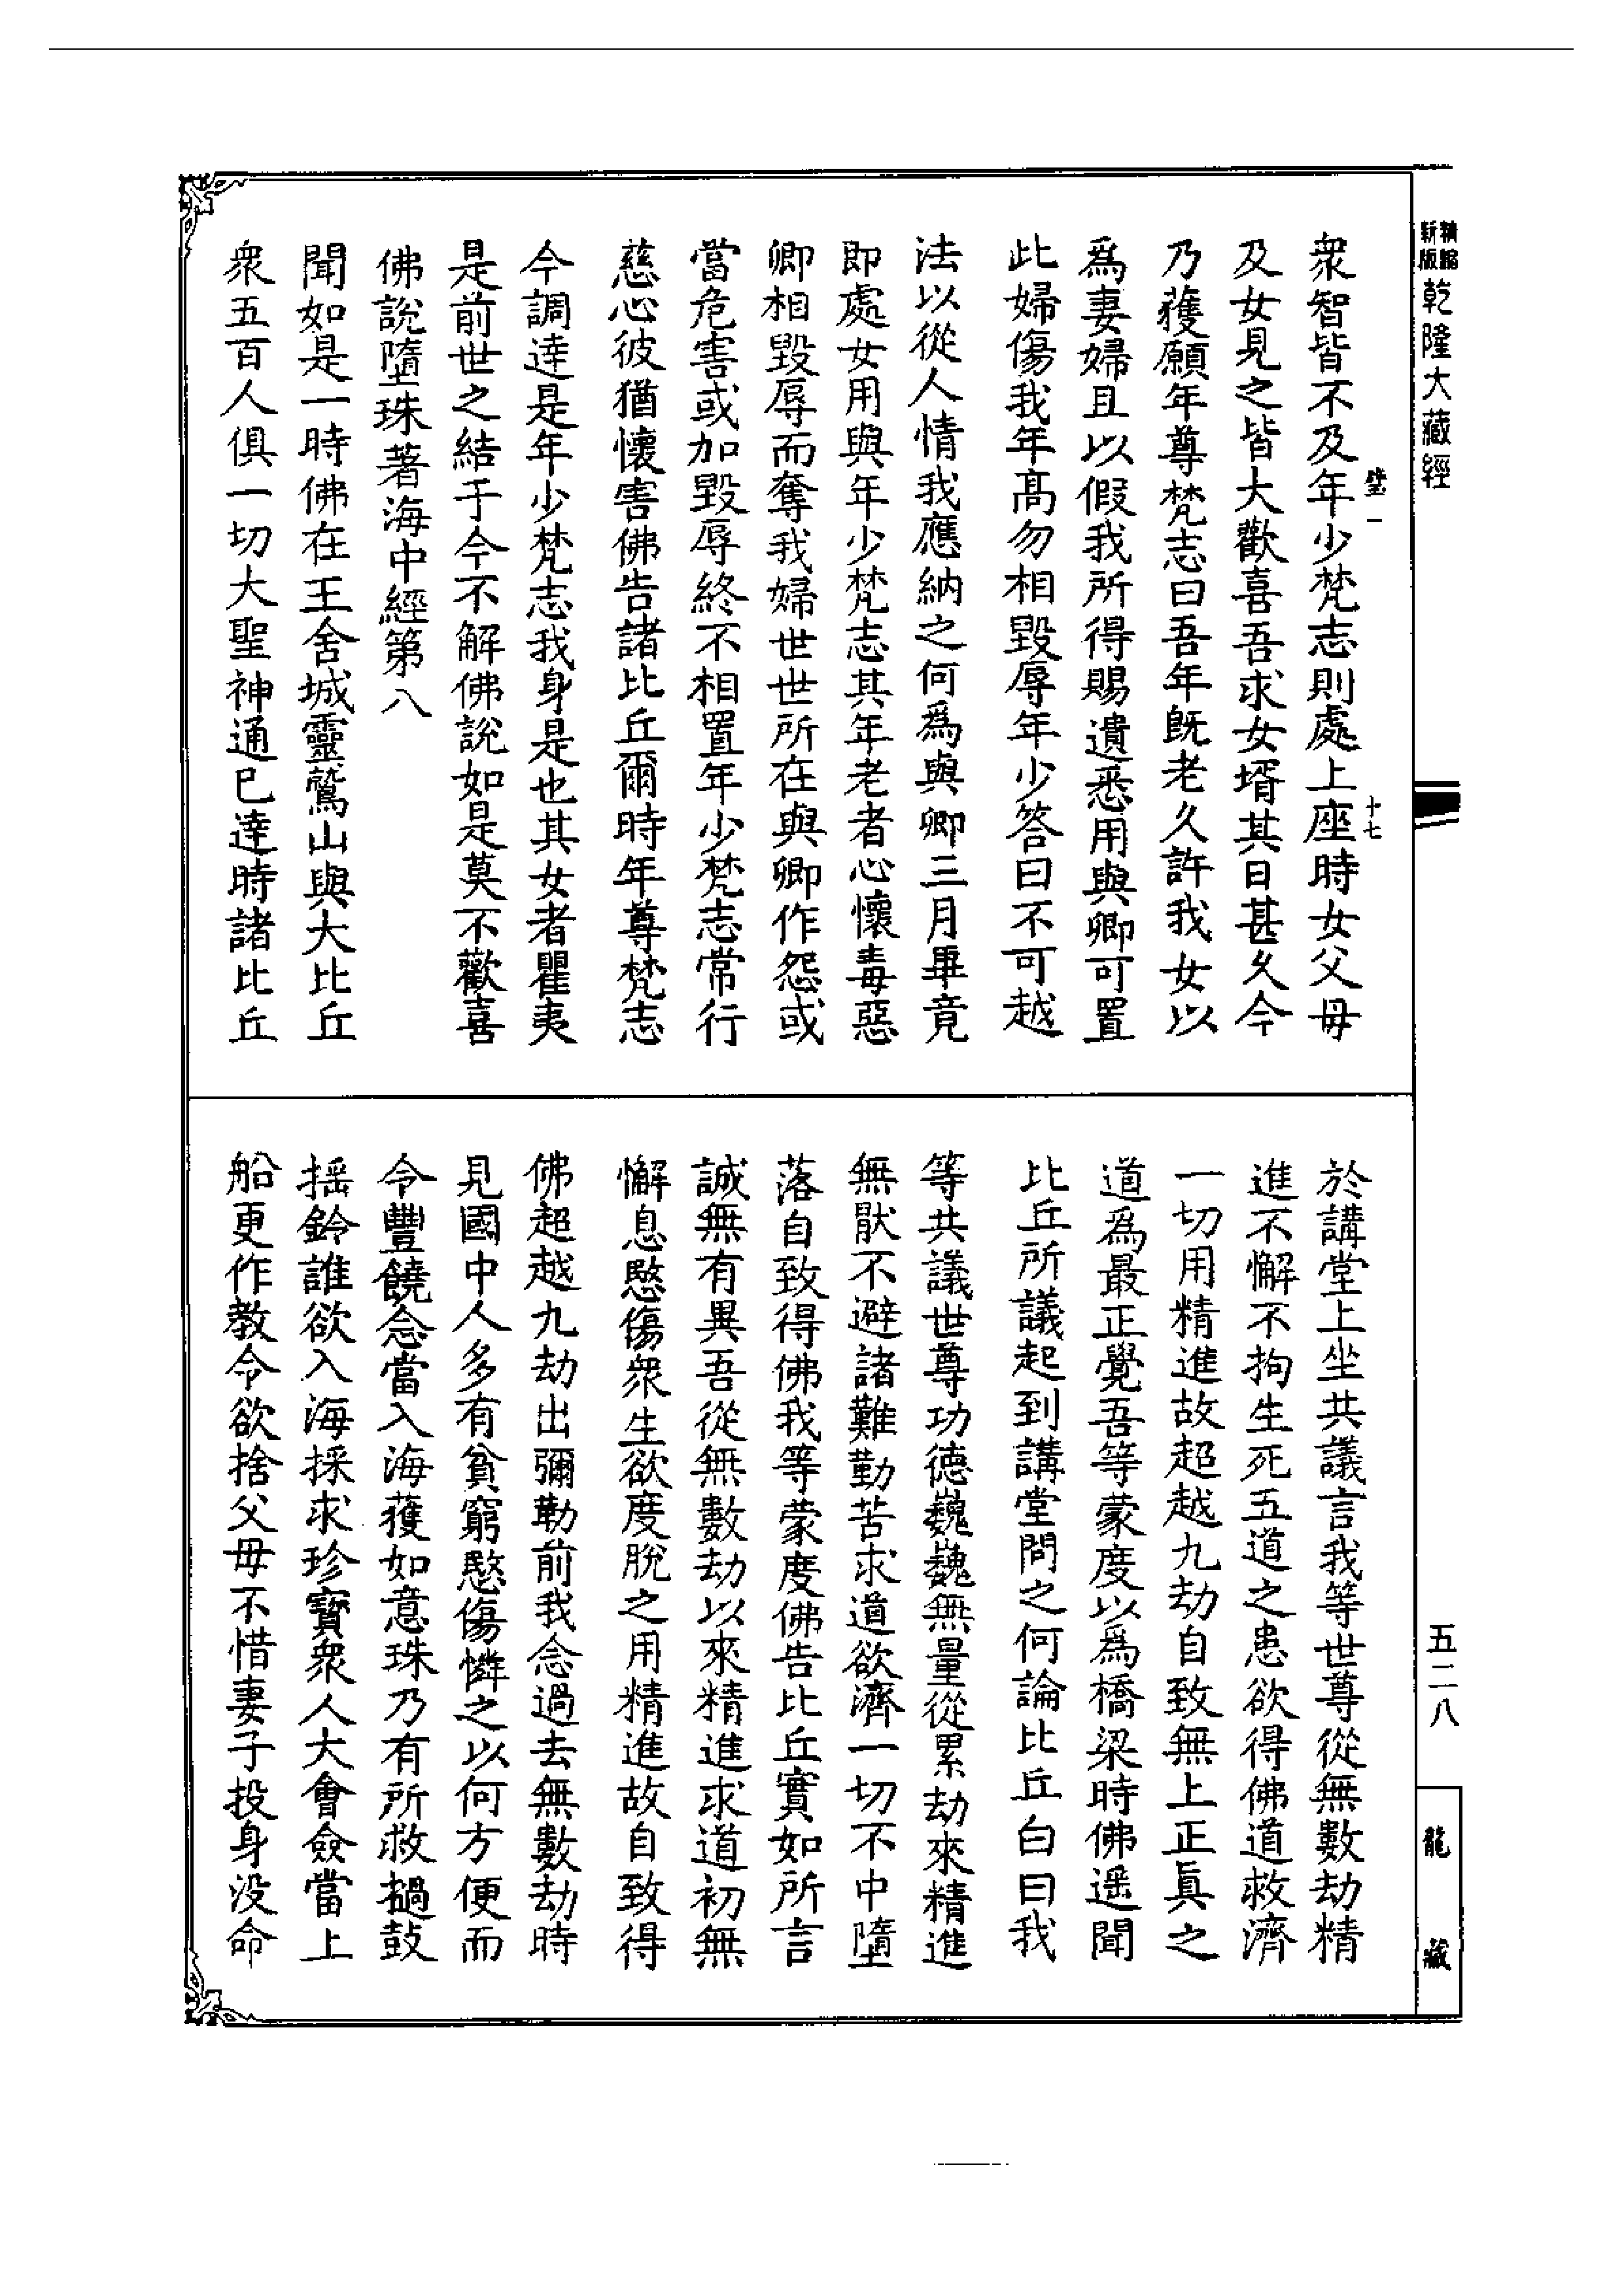 精縮新版乾隆大藏經
璧一
十七
衆智皆不及年少梵志則處上座時女父母
及女見之皆大歡喜吾求女壻其日甚久今
乃獲願年尊梵志曰吾年旣老久許我女以
爲妻婦且以假我所得賜遺悉用與卿可置
此婦傷我年髙勿相毀辱年少答曰不可越
法以從人情我應納之何爲與卿三月畢竟
即處女用與年少梵志其年老者心懷毒惡
卿相毀辱而奪我婦世世所在與卿作怨或
當危害或加毀辱終不相置年少梵志常行
慈心彼猶懷害佛告諸比丘爾時年尊梵志
今調達是年少梵志我身是也其女者瞿夷
是前世之結于今不解佛說如是莫不歡喜
佛說墮珠著海中經第八
聞如是一時佛在王舍城靈鷲山與大比丘
衆五百人俱一切大聖神通已達時諸比丘
於講堂上坐共議言我等世尊從無數劫精
進不懈不拘生死五道之患欲得佛道救濟
一切用精進故超越九劫自致無上正眞之
道爲最正覺吾等蒙度以爲橋梁時佛遥聞
比丘所議起到講堂問之何論比丘白曰我
等共議世尊功德巍巍無量從累劫來精進
無猒不避諸難勤苦求道欲濟一切不中墮
落自致得佛我等蒙度佛告比丘實如所言
誠無有異吾從無數劫以來精進求道初無
懈息愍傷衆生欲度脫之用精進故自致得
佛超越九劫出彌勒前我念過去無數劫時
見國中人多有貧窮愍傷憐之以何方便而
令豐饒念當入海獲如意珠乃有所救撾鼓
揺鈴誰欲入海採求珍寶衆人大會僉當上
船更作教令欲捨父母不惜妻子投身没命
五二八
龍藏